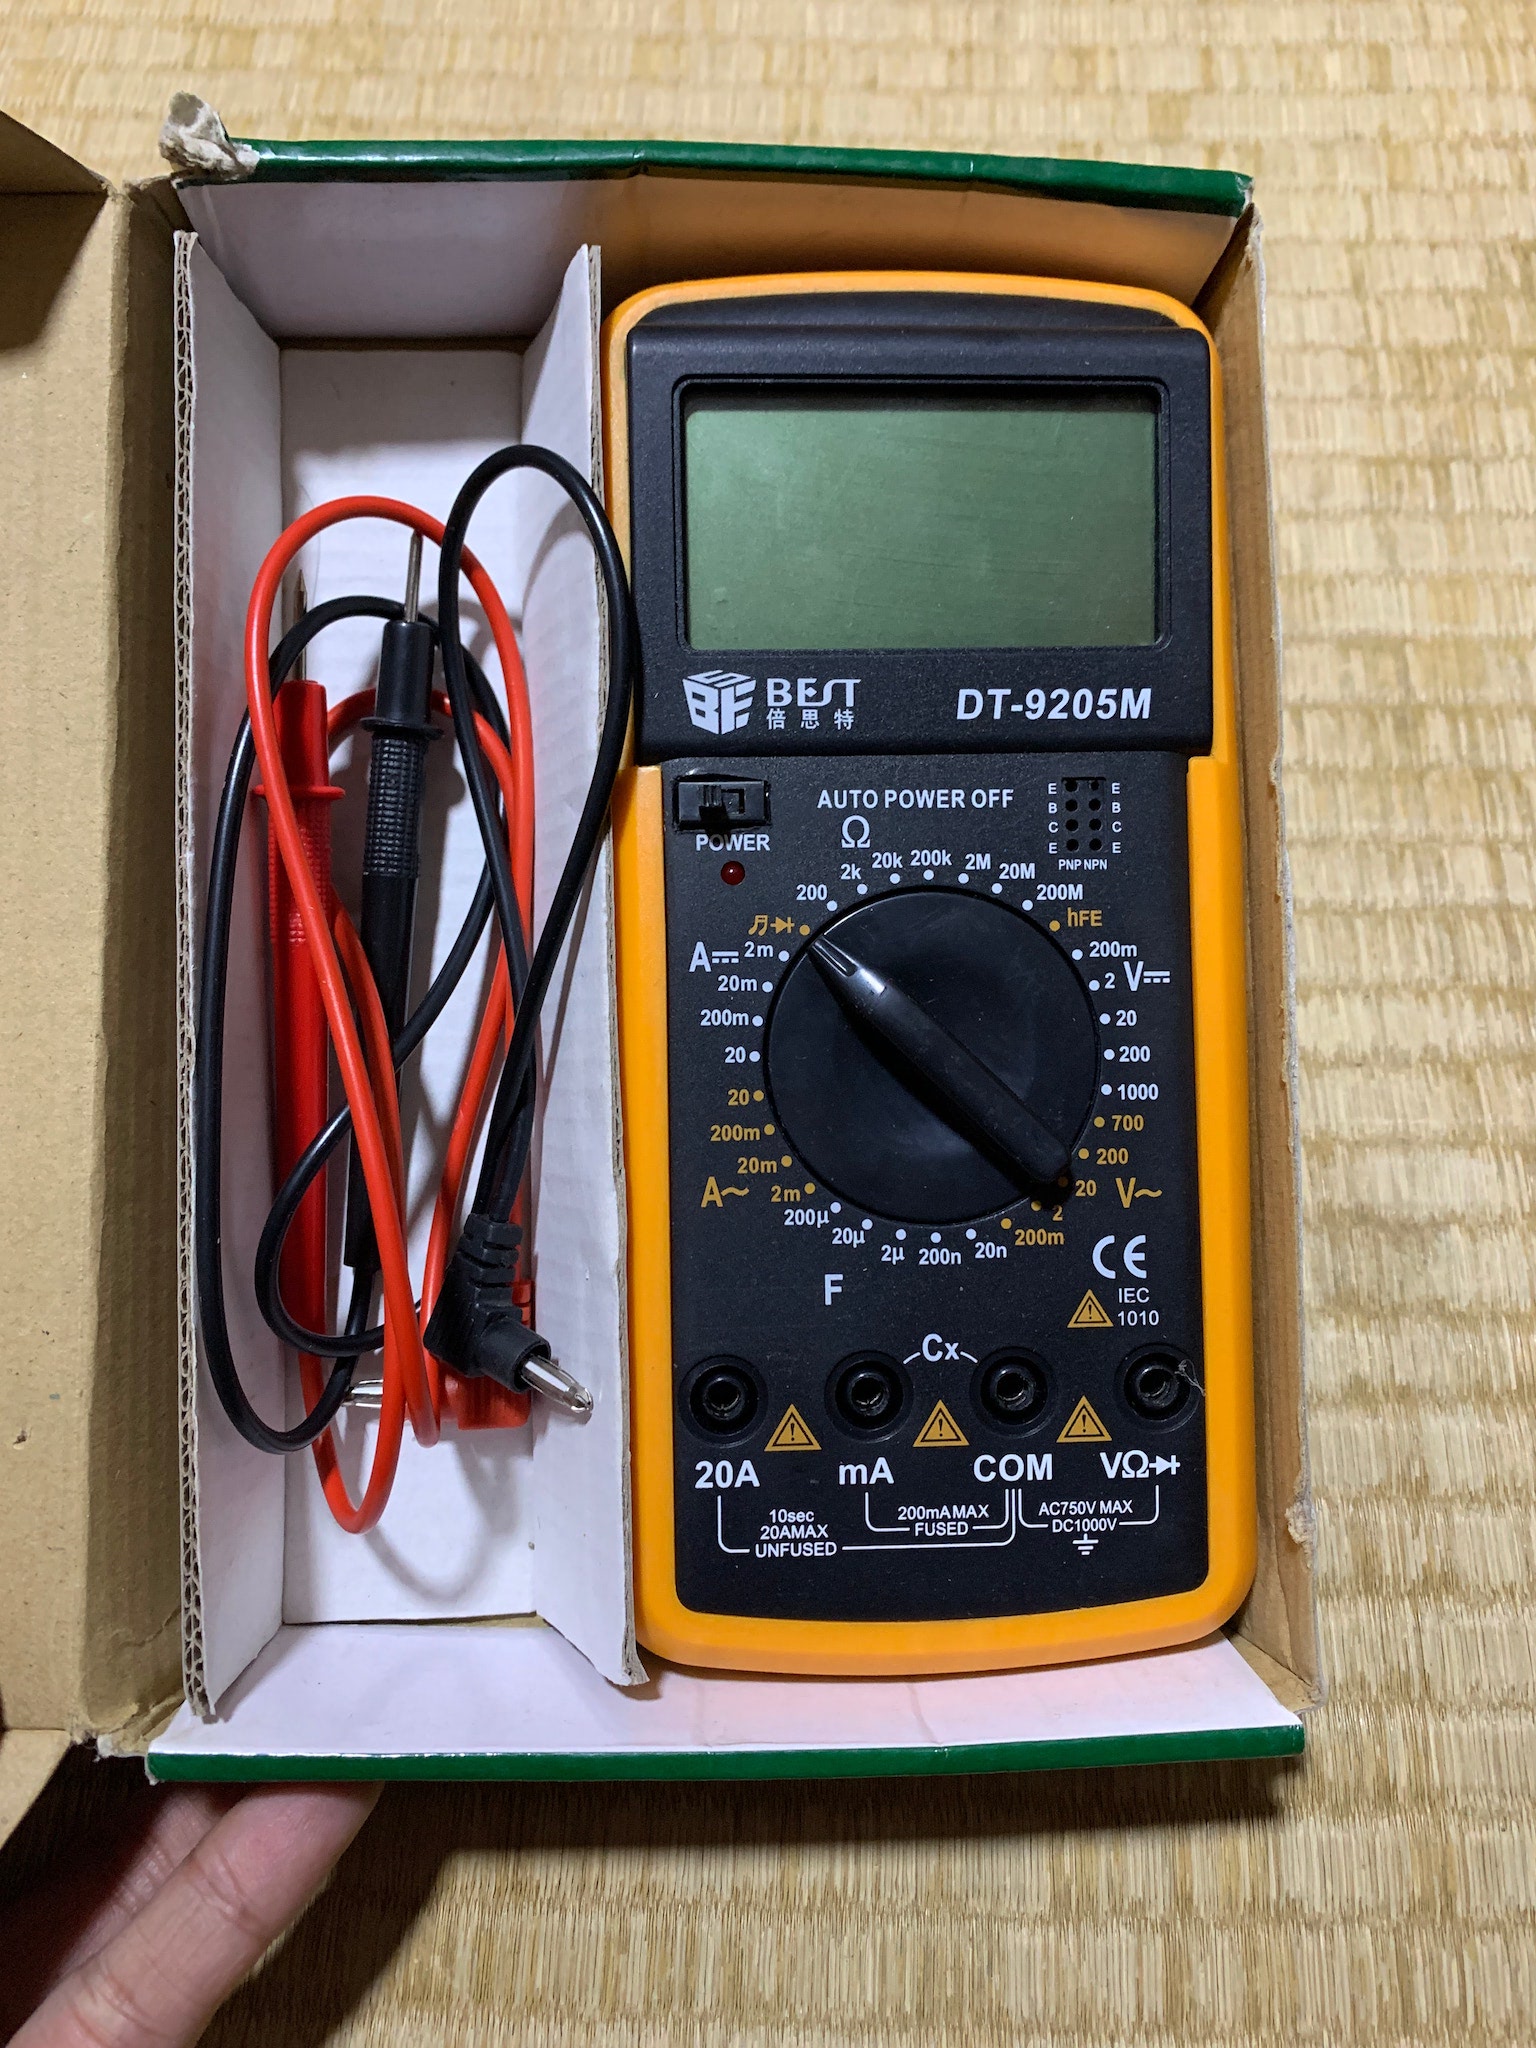 BEST
倍思特
DT-9205M
POWER
AUTO POWER OFF
E E
B B
C C
E E
PNP NPN
Ω
200
2k
20k
200k
2M
20M
200M
hFE
V⎓
200m
2
20
200
1000
700
200
20
2
200m
V~
A⎓
2m
20m
200m
20
20
200m
20m
2m
A~
200µ
20µ
2µ
200n
20n
F
CE
IEC
1010
Cx
20A
mA
COM
VΩ
10sec
20AMAX
UNFUSED
200mAMAX
FUSED
AC750V MAX
DC1000V